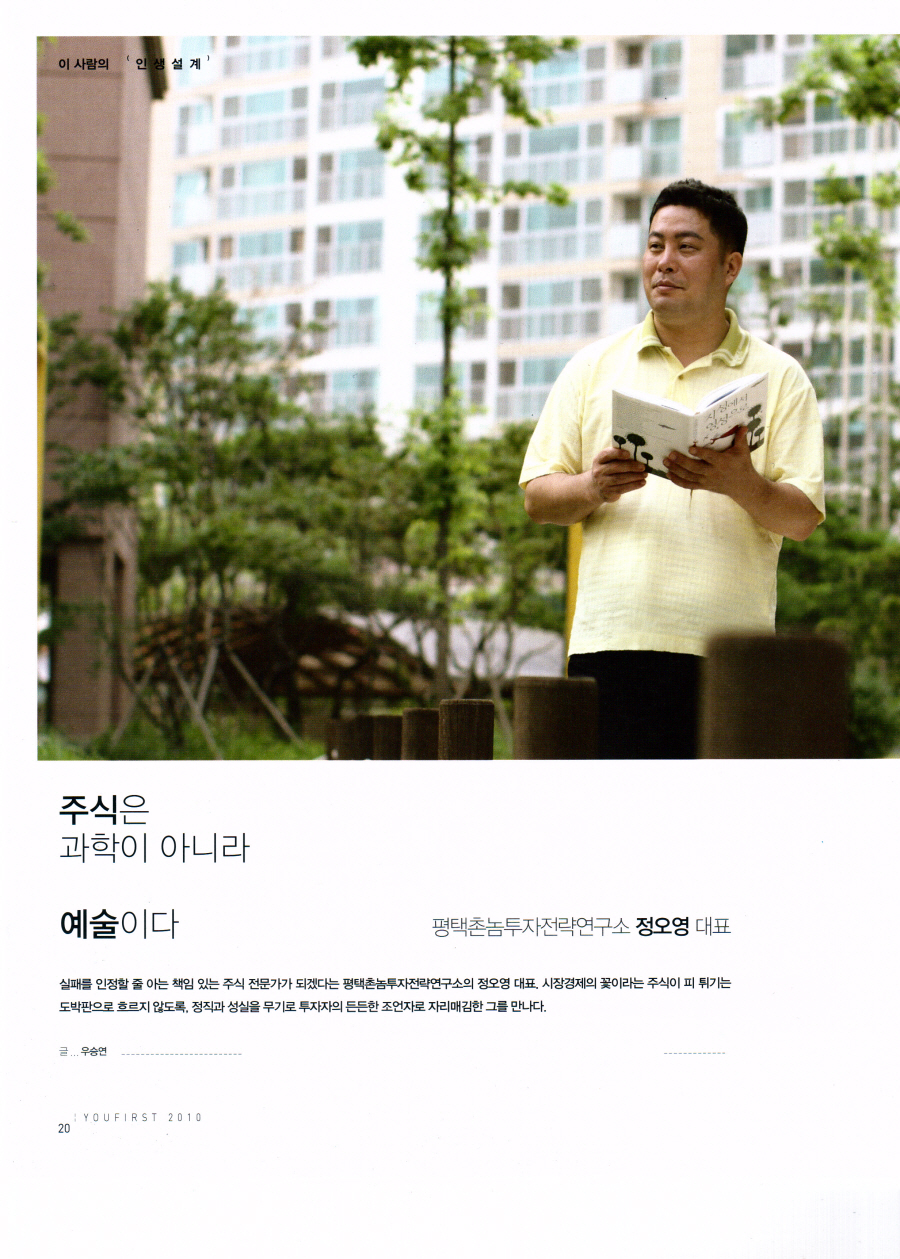 이 사람의 ( 인 생 설 계 )
시장에서
주식은
과학이 아니라
예술이다
평택촌놈투자전략연구소 정오영 대표
실패를 인정할 줄 아는 책임 있는 주식 전문가가 되겠다는 평택촌놈투자전략연구소의 정오영 대표. 시장경제의 꽃이라는 주식이 피 튀기는
도박판으로 흐르지 않도록, 정직과 성실을 무기로 투자자의 든든한 조언자로 자리매김한 그를 만나다.
글 ... 우승연
YOUFIRST 2010
20